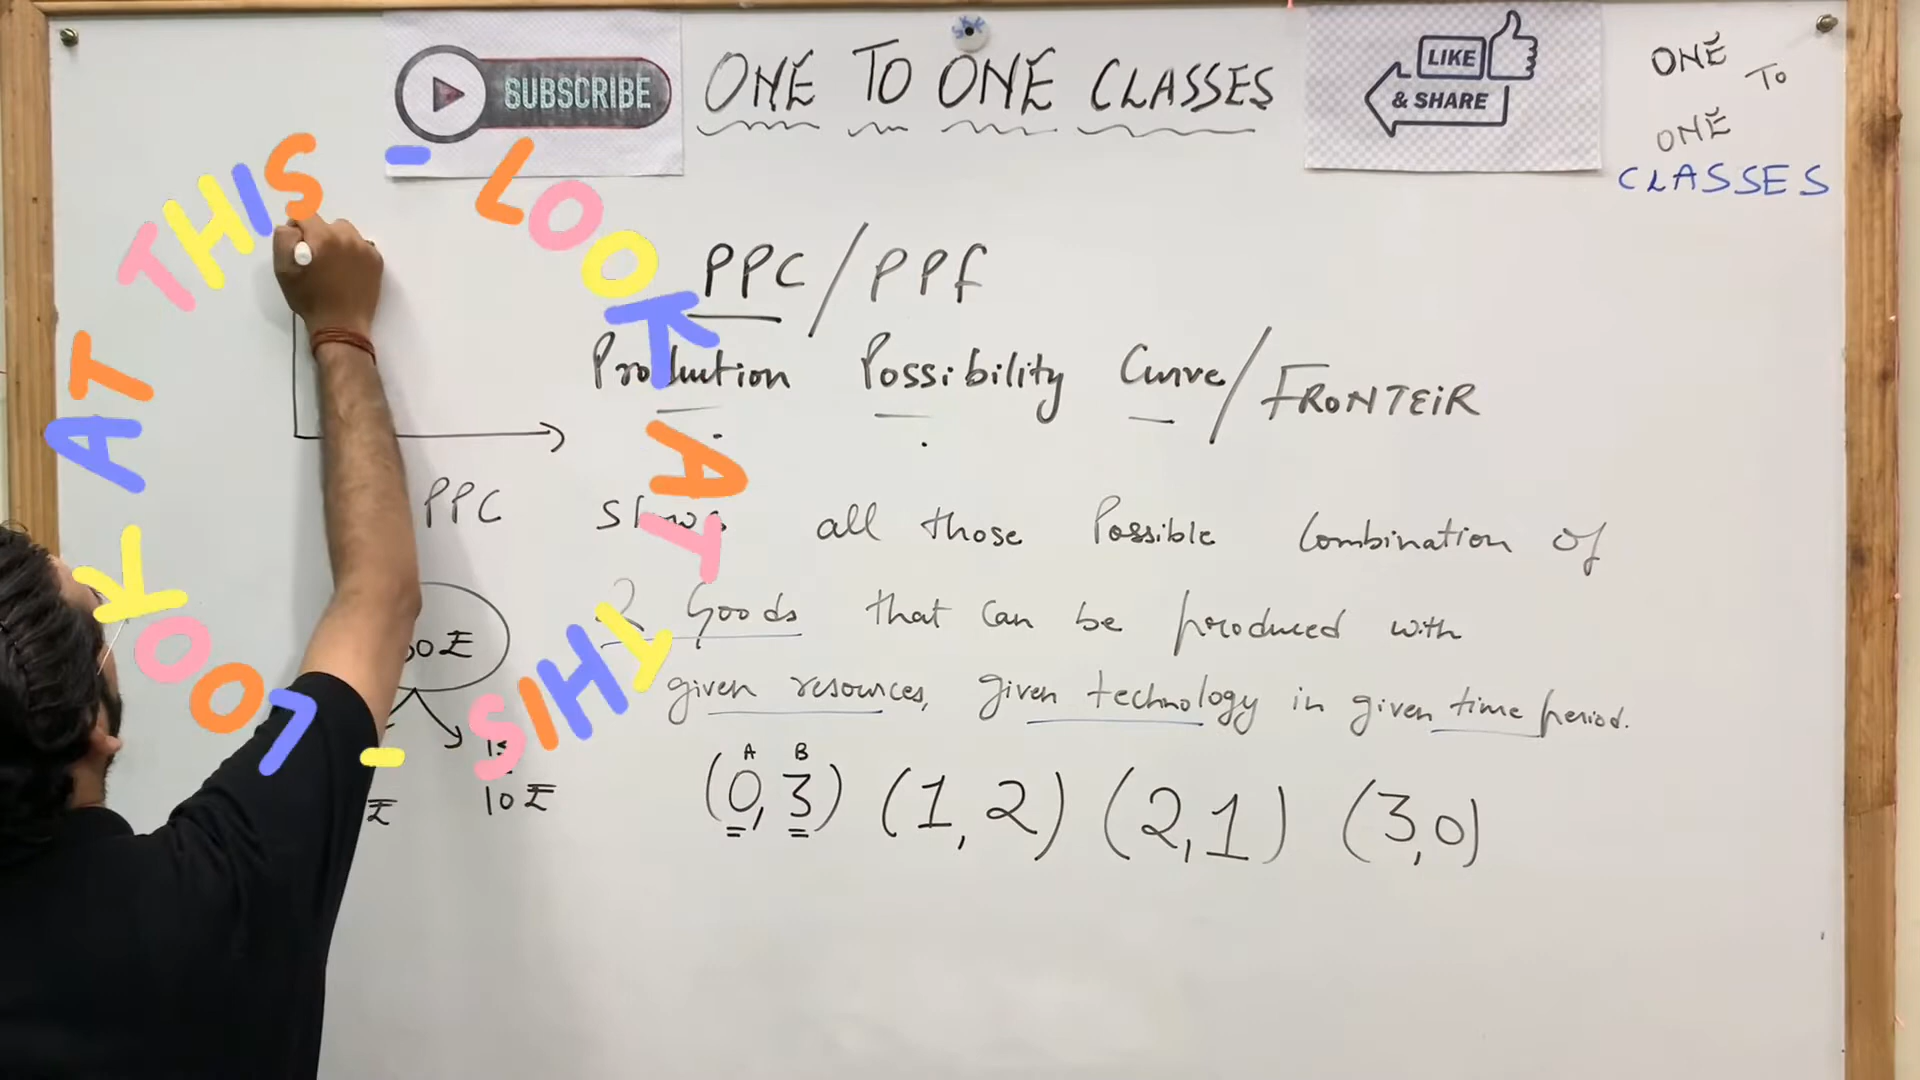 SUBSCRIBE
ONE TO ONE CLASSES
LIKE
& SHARE
ONE
TO
ONE
CLASSES
LOOK AT THIS - LOOK AT THIS -
PPC/PPf
Production Possibility Curve/FRONTEiR
PPC shows all those Possible Combination of
2 Goods that can be produced with
given resources, given technology in given time period.
A B
(0,3) (1,2) (2,1) (3,0)
10 E